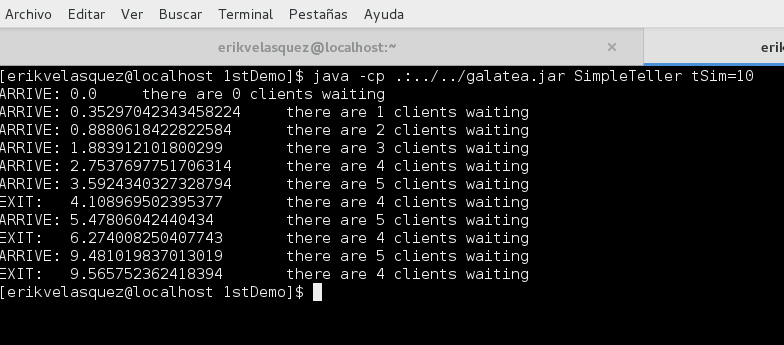 Archivo Editar Ver Buscar Terminal Pestañas Ayuda
erikvelasquez@localhost:~ × erik
[erikvelasquez@localhost 1stDemo]$ java -cp .:../../galatea.jar SimpleTeller tSim=10
ARRIVE: 0.0 there are 0 clients waiting
ARRIVE: 0.35297042343458224 there are 1 clients waiting
ARRIVE: 0.8880618422822584 there are 2 clients waiting
ARRIVE: 1.883912101800299 there are 3 clients waiting
ARRIVE: 2.7537697751706314 there are 4 clients waiting
ARRIVE: 3.5924340327328794 there are 5 clients waiting
EXIT: 4.108969502395377 there are 4 clients waiting
ARRIVE: 5.47806042440434 there are 5 clients waiting
EXIT: 6.274008250407743 there are 4 clients waiting
ARRIVE: 9.481019837013019 there are 5 clients waiting
EXIT: 9.565752362418394 there are 4 clients waiting
[erikvelasquez@localhost 1stDemo]$